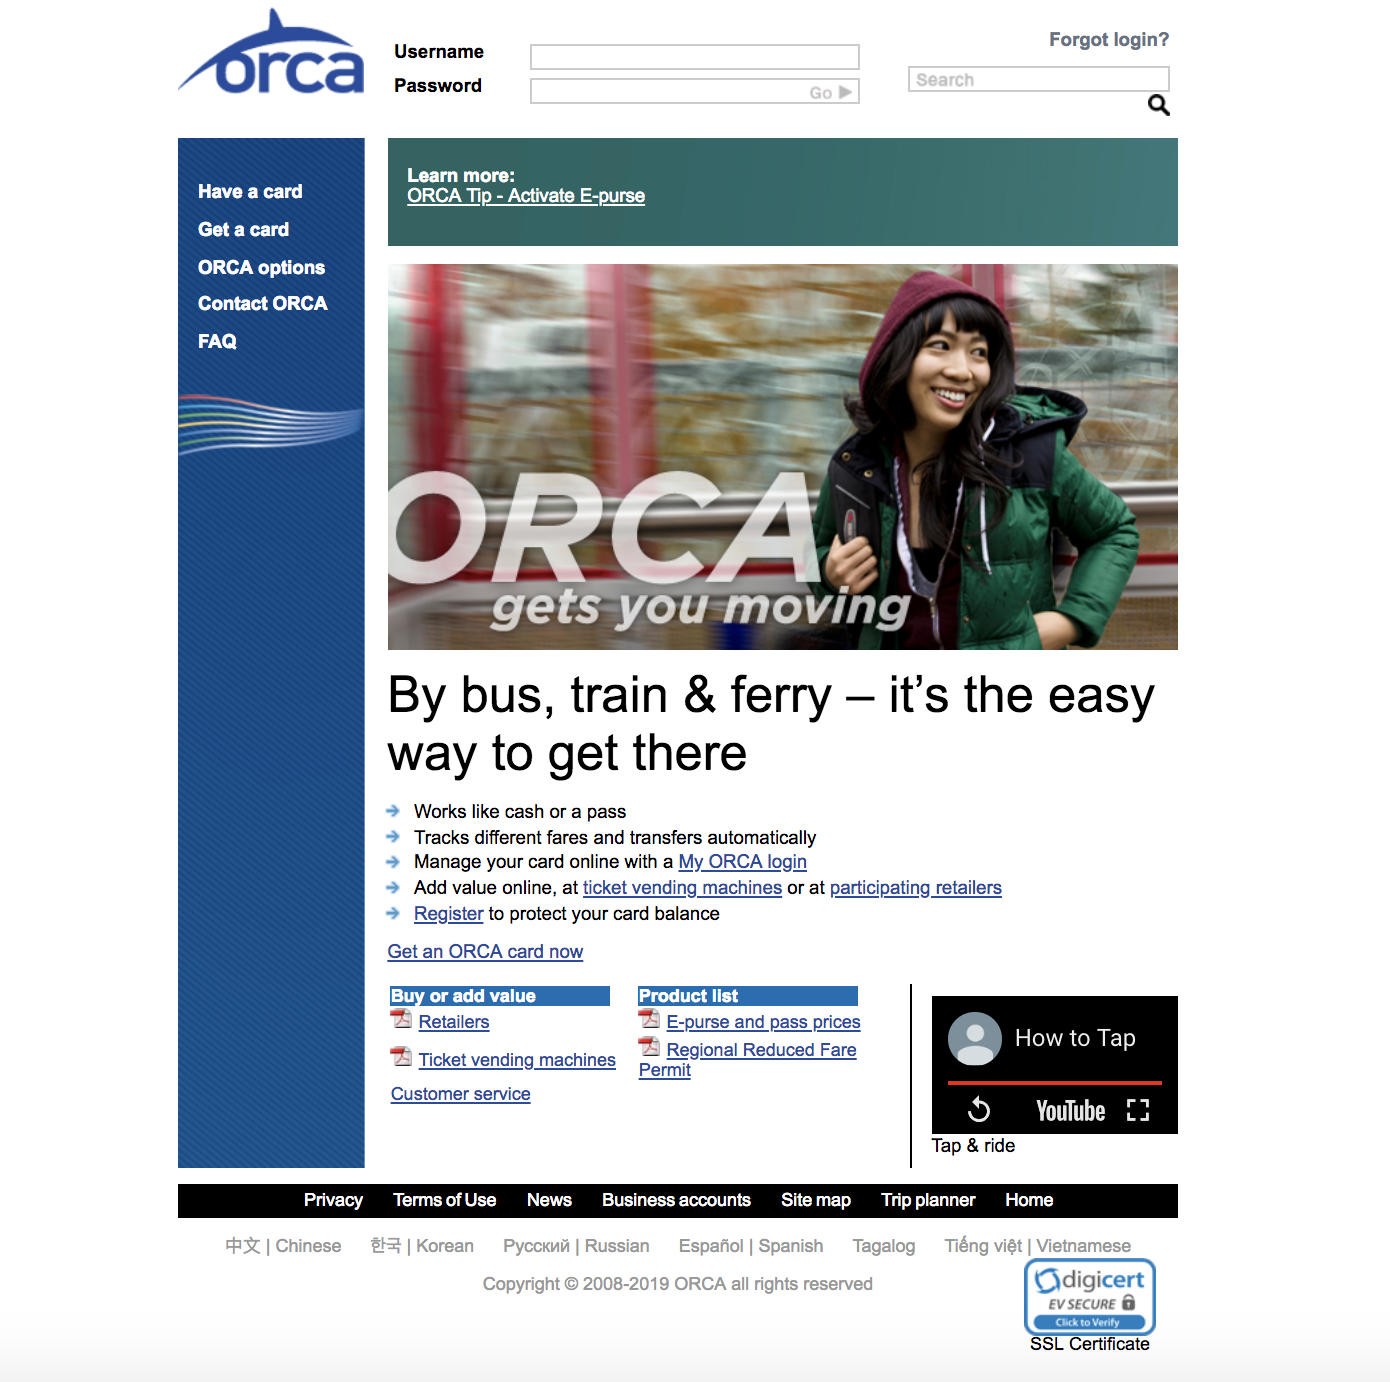 orca
Username
Password
Go
Forgot login?
Search
Have a card
Get a card
ORCA options
Contact ORCA
FAQ
Learn more:
ORCA Tip - Activate E-purse
ORCA
gets you moving
By bus, train & ferry – it’s the easy
way to get there
Works like cash or a pass
Tracks different fares and transfers automatically
Manage your card online with a My ORCA login
Add value online, at ticket vending machines or at participating retailers
Register to protect your card balance
Get an ORCA card now
Buy or add value
Retailers
Ticket vending machines
Customer service
Product list
E-purse and pass prices
Regional Reduced Fare
Permit
How to Tap
YouTube
Tap & ride
Privacy Terms of Use News Business accounts Site map Trip planner Home
中文 | Chinese 한국 | Korean Русский | Russian Español | Spanish Tagalog Tiếng việt | Vietnamese
Copyright © 2008-2019 ORCA all rights reserved
digicert
EV SECURE
Click to Verify
SSL Certificate